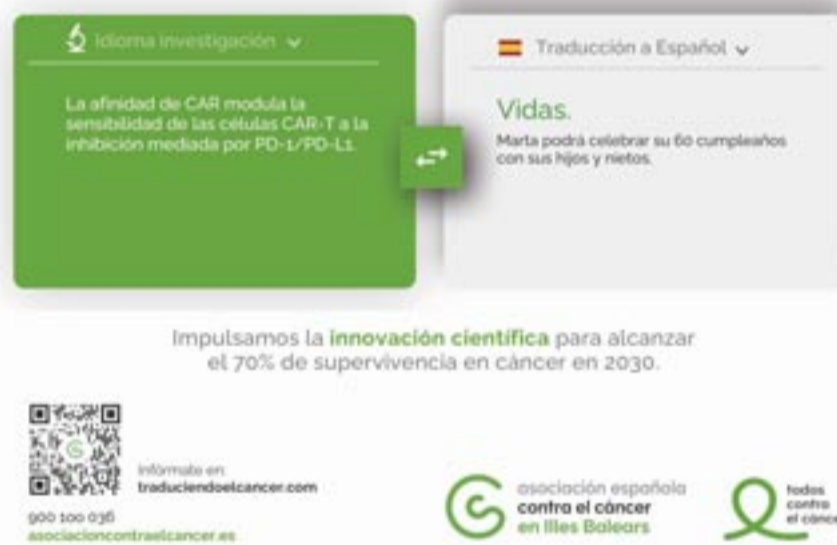 Idioma investigación
La afinidad de CAR modula la
sensibilidad de las células CAR-T a la
inhibición mediada por PD-1/PD-L1.
Traducción a Español
Vidas.
Marta podrá celebrar su 60 cumpleaños
con sus hijos y nietos.
Impulsamos la innovación científica para alcanzar
el 70% de supervivencia en cáncer en 2030.
Infórmate en:
traduciendoelcancer.com
900 100 036
asociacioncontraelcancer.es
asociación española
contra el cáncer
en Illes Balears
todos
contra
el cáncer